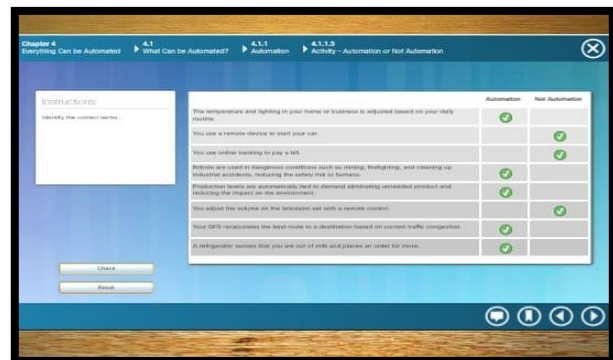 Chapter 4
Everything Can be Automated
4.1
What Can be Automated?
4.1.1
Automation
4.1.1.3
Activity – Automation or Not Automation
Instructions
Identify the correct terms.
Automation
Not Automation
The temperature and lighting in your home or business is adjusted based on your daily
routine.
You use a remote device to start your car.
You use online banking to pay a bill.
Robots are used in dangerous conditions such as mining, firefighting, and cleaning up
industrial accidents, reducing the safety risk to humans.
Production levels are automatically tied to demand eliminating unneeded product and
reducing the impact on the environment.
You adjust the volume on the television set with a remote control.
Your GPS recalculates the best route to a destination based on current traffic congestion.
A refrigerator senses that you are out of milk and places an order for more.
Check
Reset